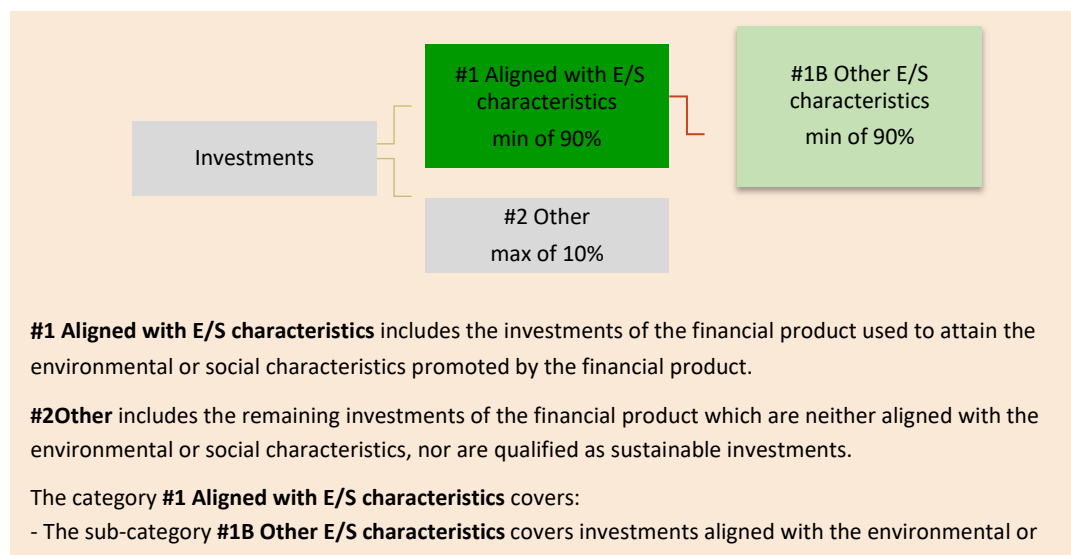 #1 Aligned with E/S
characteristics
min of 90%
#1B Other E/S
characteristics
min of 90%
Investments
#2 Other
max of 10%
#1 Aligned with E/S characteristics includes the investments of the financial product used to attain the
environmental or social characteristics promoted by the financial product.
#2Other includes the remaining investments of the financial product which are neither aligned with the
environmental or social characteristics, nor are qualified as sustainable investments.
The category #1 Aligned with E/S characteristics covers:
- The sub-category #1B Other E/S characteristics covers investments aligned with the environmental or